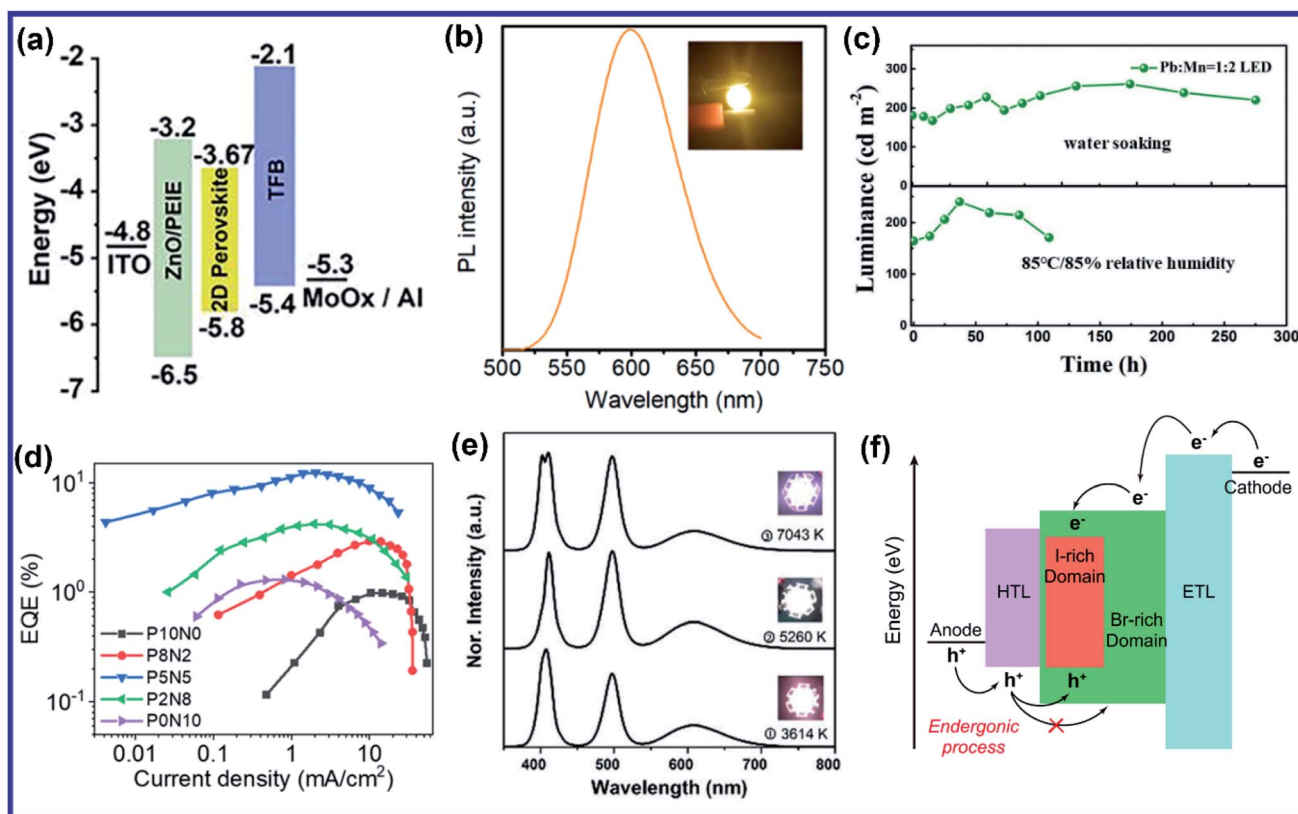 (a)
-2
-3
-4
-5
-6
-7
Energy (eV)
-4.8
ITO
-3.2
ZnO/PEIE
-6.5
-3.67
2D Perovskite
-5.8
-2.1
TFB
-5.4
-5.3
MoOx / Al
(b)
PL intensity (a.u.)
500 550 600 650 700 750
Wavelength (nm)
(c)
Luminance (cd m⁻²)
300
200
100
0
200
100
0
Pb:Mn=1:2 LED
water soaking
85°C/85% relative humidity
0 50 100 150 200 250 300
Time (h)
(d)
EQE (%)
10¹
10⁰
10⁻¹
P10N0
P8N2
P5N5
P2N8
P0N10
0.01 0.1 1 10
Current density (mA/cm²)
(e)
Nor. Intensity (a.u.)
③ 7043 K
② 5260 K
① 3614 K
400 500 600 700 800
Wavelength (nm)
(f)
Energy (eV)
e⁻
e⁻
Cathode
e⁻
e⁻
HTL
I-rich
Domain
Br-rich
Domain
ETL
Anode
h⁺
h⁺
h⁺
Endergonic
process